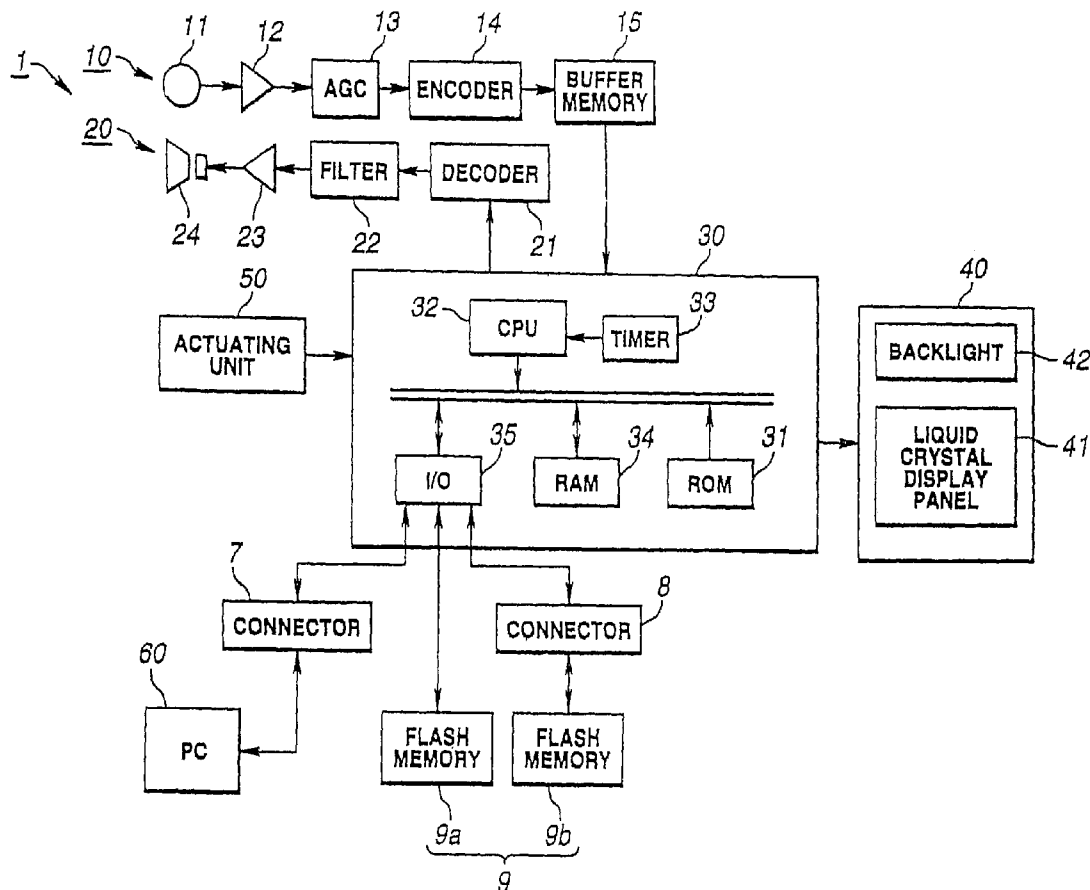 11
12
13
14
15
1
10
AGC
ENCODER
BUFFER
MEMORY
20
FILTER
DECODER
24
23
22
21
30
50
40
32
CPU
33
TIMER
ACTUATING
UNIT
BACKLIGHT
42
35
I/O
34
RAM
31
ROM
LIQUID
CRYSTAL
DISPLAY
PANEL
41
7
CONNECTOR
8
CONNECTOR
60
PC
FLASH
MEMORY
FLASH
MEMORY
9a
9b
9